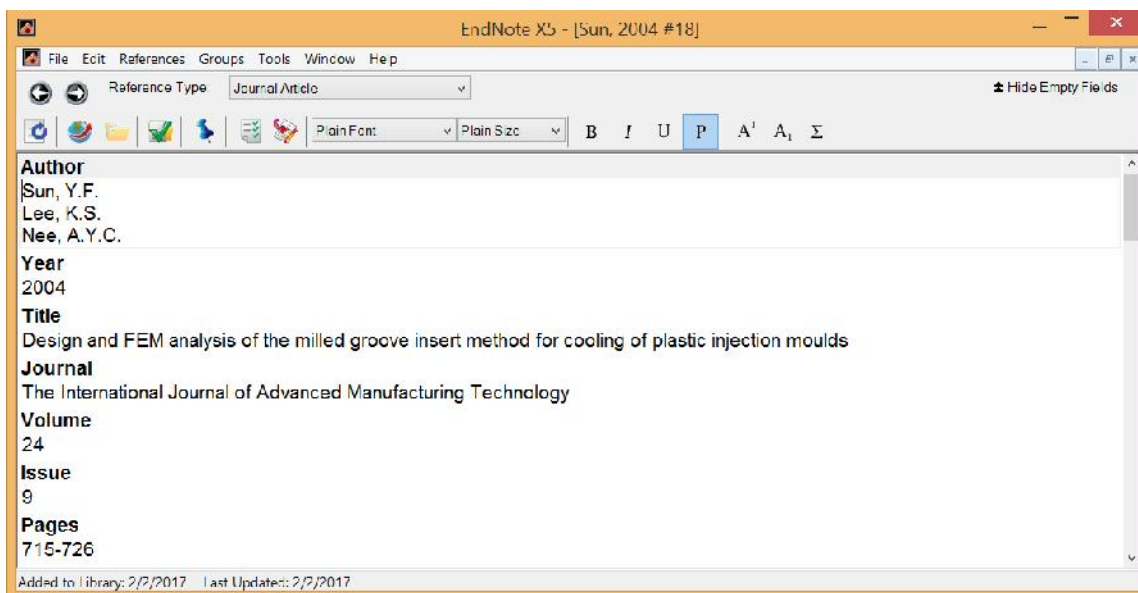 EndNote X5 - [Sun, 2004 #18]
File Edit References Groups Tools Window Help
Reference Type Journal Article Hide Empty Fields
Plain Font Plain Size B I U P A¹ A₁ Σ
Author
Sun, Y.F.
Lee, K.S.
Nee, A.Y.C.
Year
2004
Title
Design and FEM analysis of the milled groove insert method for cooling of plastic injection moulds
Journal
The International Journal of Advanced Manufacturing Technology
Volume
24
Issue
9
Pages
715-726
Added to Library: 2/2/2017 Last Updated: 2/2/2017